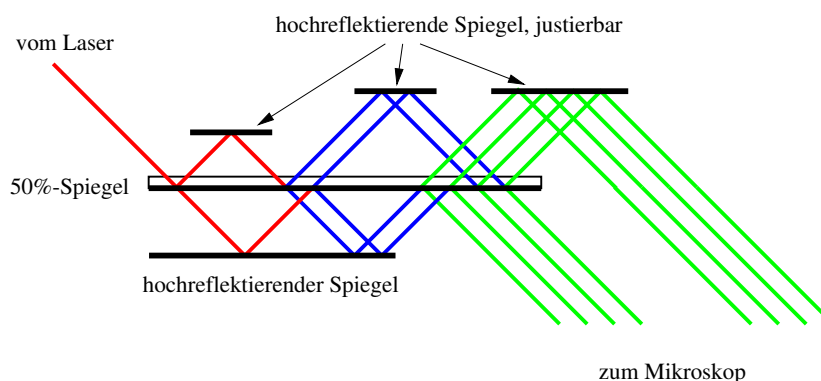 hochreflektierende Spiegel, justierbar
vom Laser
50%-Spiegel
hochreflektierender Spiegel
zum Mikroskop